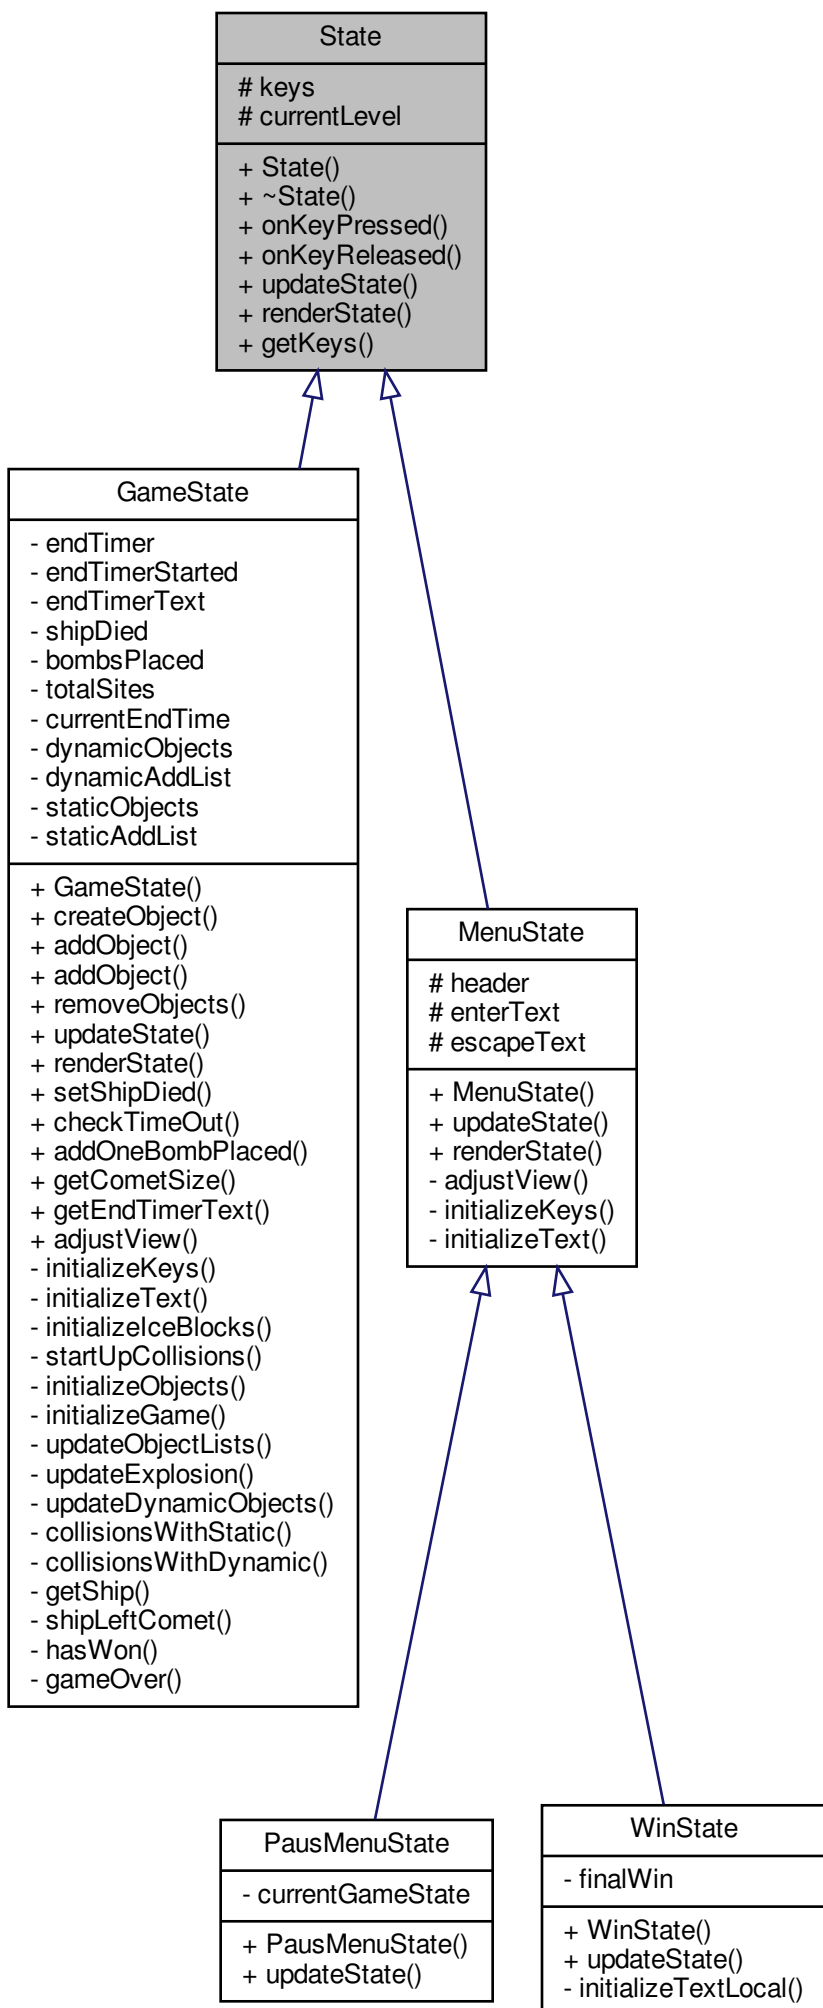 State
# keys
# currentLevel
+ State()
+ ~State()
+ onKeyPressed()
+ onKeyReleased()
+ updateState()
+ renderState()
+ getKeys()
GameState
- endTimer
- endTimerStarted
- endTimerText
- shipDied
- bombsPlaced
- totalSites
- currentEndTime
- dynamicObjects
- dynamicAddList
- staticObjects
- staticAddList
+ GameState()
+ createObject()
+ addObject()
+ addObject()
+ removeObjects()
+ updateState()
+ renderState()
+ setShipDied()
+ checkTimeOut()
+ addOneBombPlaced()
+ getCometSize()
+ getEndTimerText()
+ adjustView()
- initializeKeys()
- initializeText()
- initializeIceBlocks()
- startUpCollisions()
- initializeObjects()
- initializeGame()
- updateObjectLists()
- updateExplosion()
- updateDynamicObjects()
- collisionsWithStatic()
- collisionsWithDynamic()
- getShip()
- shipLeftComet()
- hasWon()
- gameOver()
MenuState
# header
# enterText
# escapeText
+ MenuState()
+ updateState()
+ renderState()
- adjustView()
- initializeKeys()
- initializeText()
PausMenuState
- currentGameState
+ PausMenuState()
+ updateState()
WinState
- finalWin
+ WinState()
+ updateState()
- initializeTextLocal()